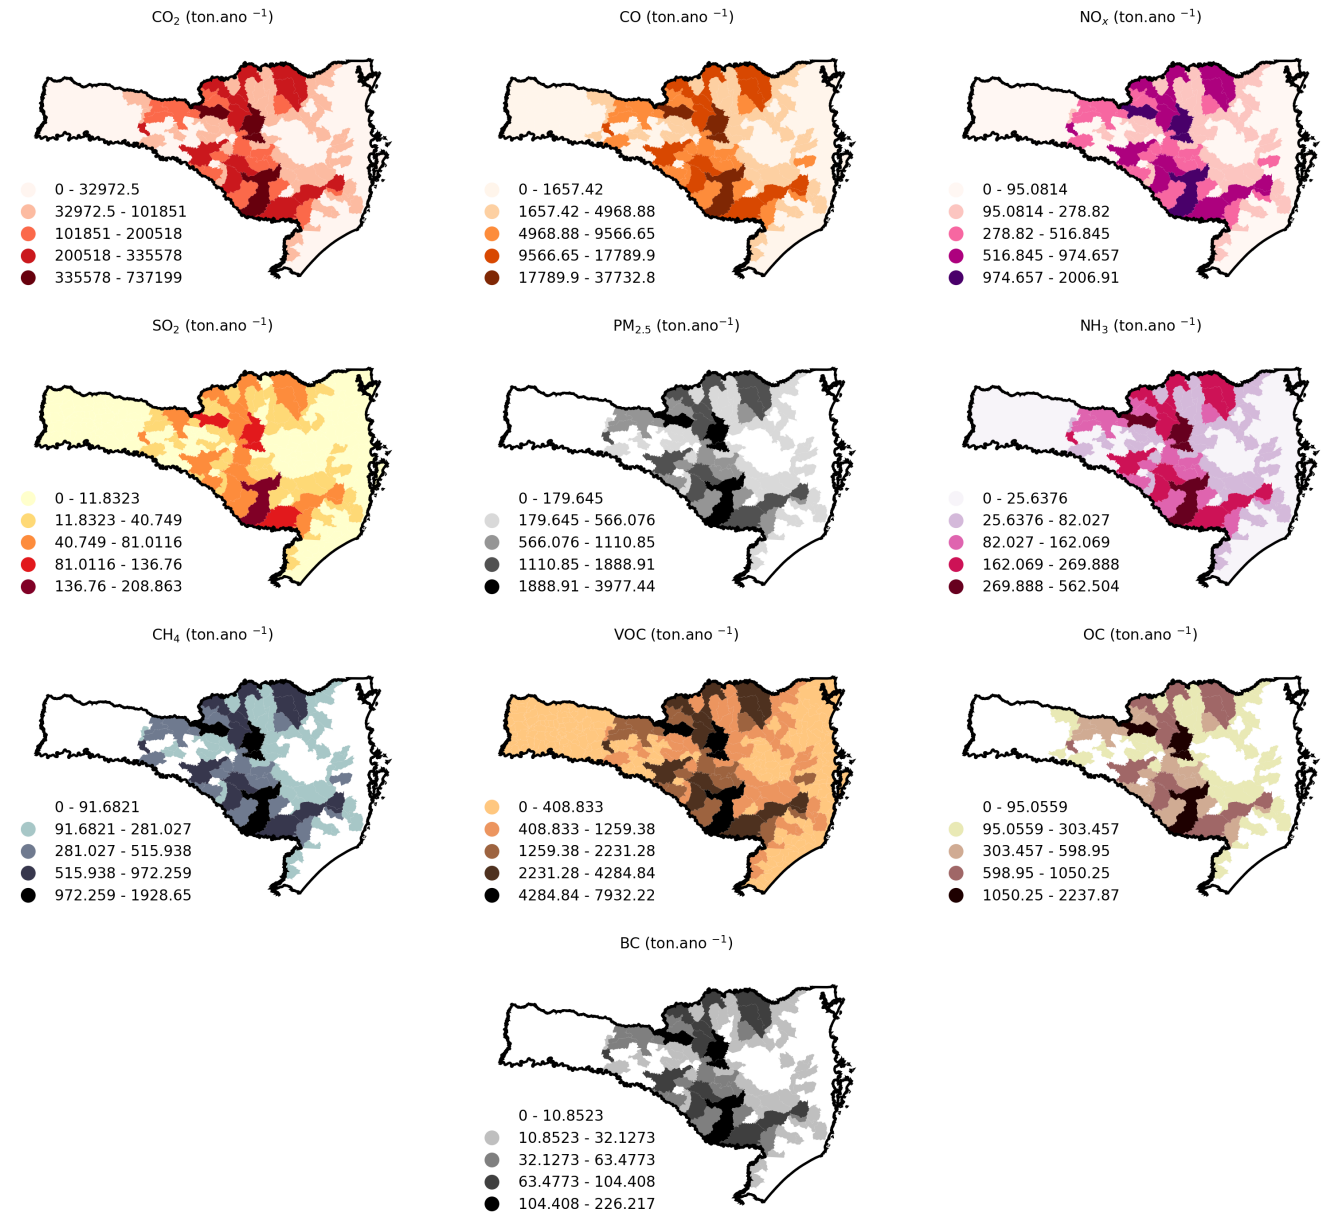 CO₂ (ton.ano ⁻¹)
0 - 32972.5
32972.5 - 101851
101851 - 200518
200518 - 335578
335578 - 737199
CO (ton.ano ⁻¹)
0 - 1657.42
1657.42 - 4968.88
4968.88 - 9566.65
9566.65 - 17789.9
17789.9 - 37732.8
NOₓ (ton.ano ⁻¹)
0 - 95.0814
95.0814 - 278.82
278.82 - 516.845
516.845 - 974.657
974.657 - 2006.91
SO₂ (ton.ano ⁻¹)
0 - 11.8323
11.8323 - 40.749
40.749 - 81.0116
81.0116 - 136.76
136.76 - 208.863
PM₂.₅ (ton.ano⁻¹)
0 - 179.645
179.645 - 566.076
566.076 - 1110.85
1110.85 - 1888.91
1888.91 - 3977.44
NH₃ (ton.ano ⁻¹)
0 - 25.6376
25.6376 - 82.027
82.027 - 162.069
162.069 - 269.888
269.888 - 562.504
CH₄ (ton.ano ⁻¹)
0 - 91.6821
91.6821 - 281.027
281.027 - 515.938
515.938 - 972.259
972.259 - 1928.65
VOC (ton.ano ⁻¹)
0 - 408.833
408.833 - 1259.38
1259.38 - 2231.28
2231.28 - 4284.84
4284.84 - 7932.22
OC (ton.ano ⁻¹)
0 - 95.0559
95.0559 - 303.457
303.457 - 598.95
598.95 - 1050.25
1050.25 - 2237.87
BC (ton.ano ⁻¹)
0 - 10.8523
10.8523 - 32.1273
32.1273 - 63.4773
63.4773 - 104.408
104.408 - 226.217